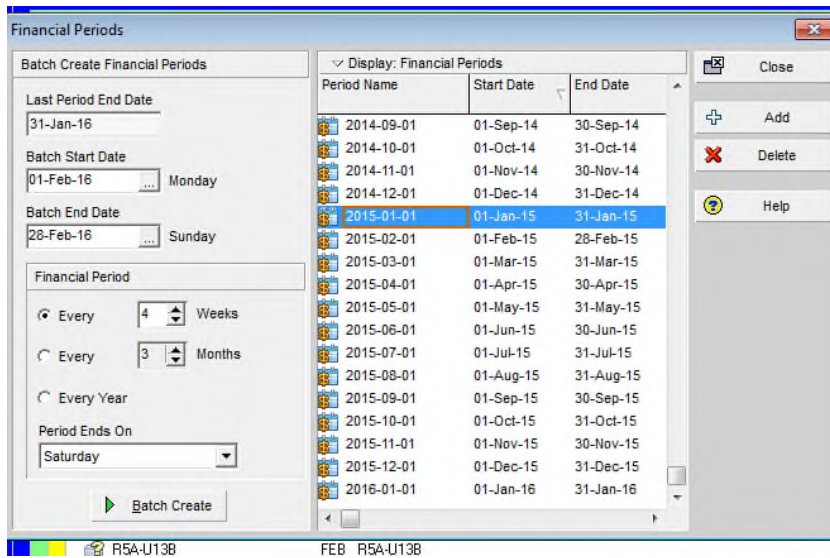 Financial Periods
Batch Create Financial Periods
Last Period End Date
31-Jan-16
Batch Start Date
01-Feb-16 ... Monday
Batch End Date
28-Feb-16 ... Sunday
Financial Period
Every 4 Weeks
Every 3 Months
Every Year
Period Ends On
Saturday
Batch Create
Display: Financial Periods
Period Name Start Date End Date
2014-09-01 01-Sep-14 30-Sep-14
2014-10-01 01-Oct-14 31-Oct-14
2014-11-01 01-Nov-14 30-Nov-14
2014-12-01 01-Dec-14 31-Dec-14
2015-01-01 01-Jan-15 31-Jan-15
2015-02-01 01-Feb-15 28-Feb-15
2015-03-01 01-Mar-15 31-Mar-15
2015-04-01 01-Apr-15 30-Apr-15
2015-05-01 01-May-15 31-May-15
2015-06-01 01-Jun-15 30-Jun-15
2015-07-01 01-Jul-15 31-Jul-15
2015-08-01 01-Aug-15 31-Aug-15
2015-09-01 01-Sep-15 30-Sep-15
2015-10-01 01-Oct-15 31-Oct-15
2015-11-01 01-Nov-15 30-Nov-15
2015-12-01 01-Dec-15 31-Dec-15
2016-01-01 01-Jan-16 31-Jan-16
Close
Add
Delete
Help
R5A-U13B FEB R5A-U13B